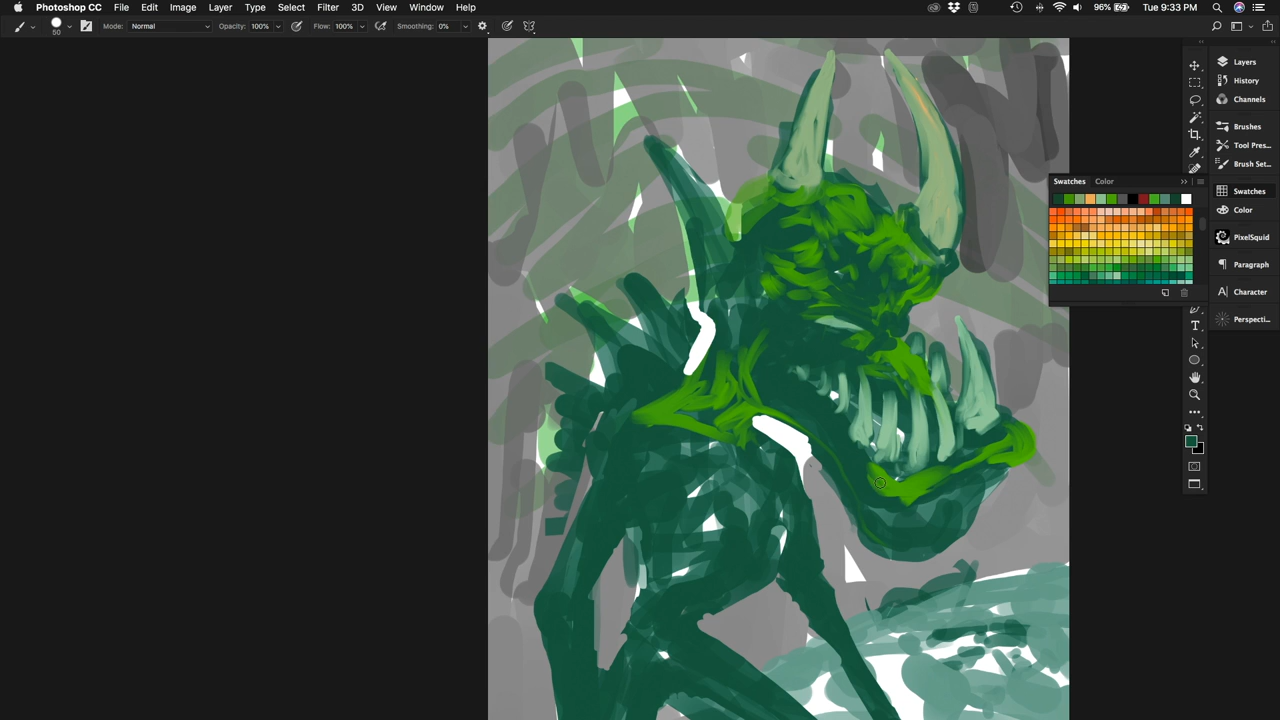 Photoshop CC File Edit Image Layer Type Select Filter 3D View Window Help 96% Tue 9:33 PM
50 Mode: Normal Opacity: 100% Flow: 100% Smoothing: 0%
Layers
History
Channels
Brushes
Tool Pres...
Brush Set...
Swatches Color
Swatches
Color
PixelSquid
Paragraph
Character
Perspecti...